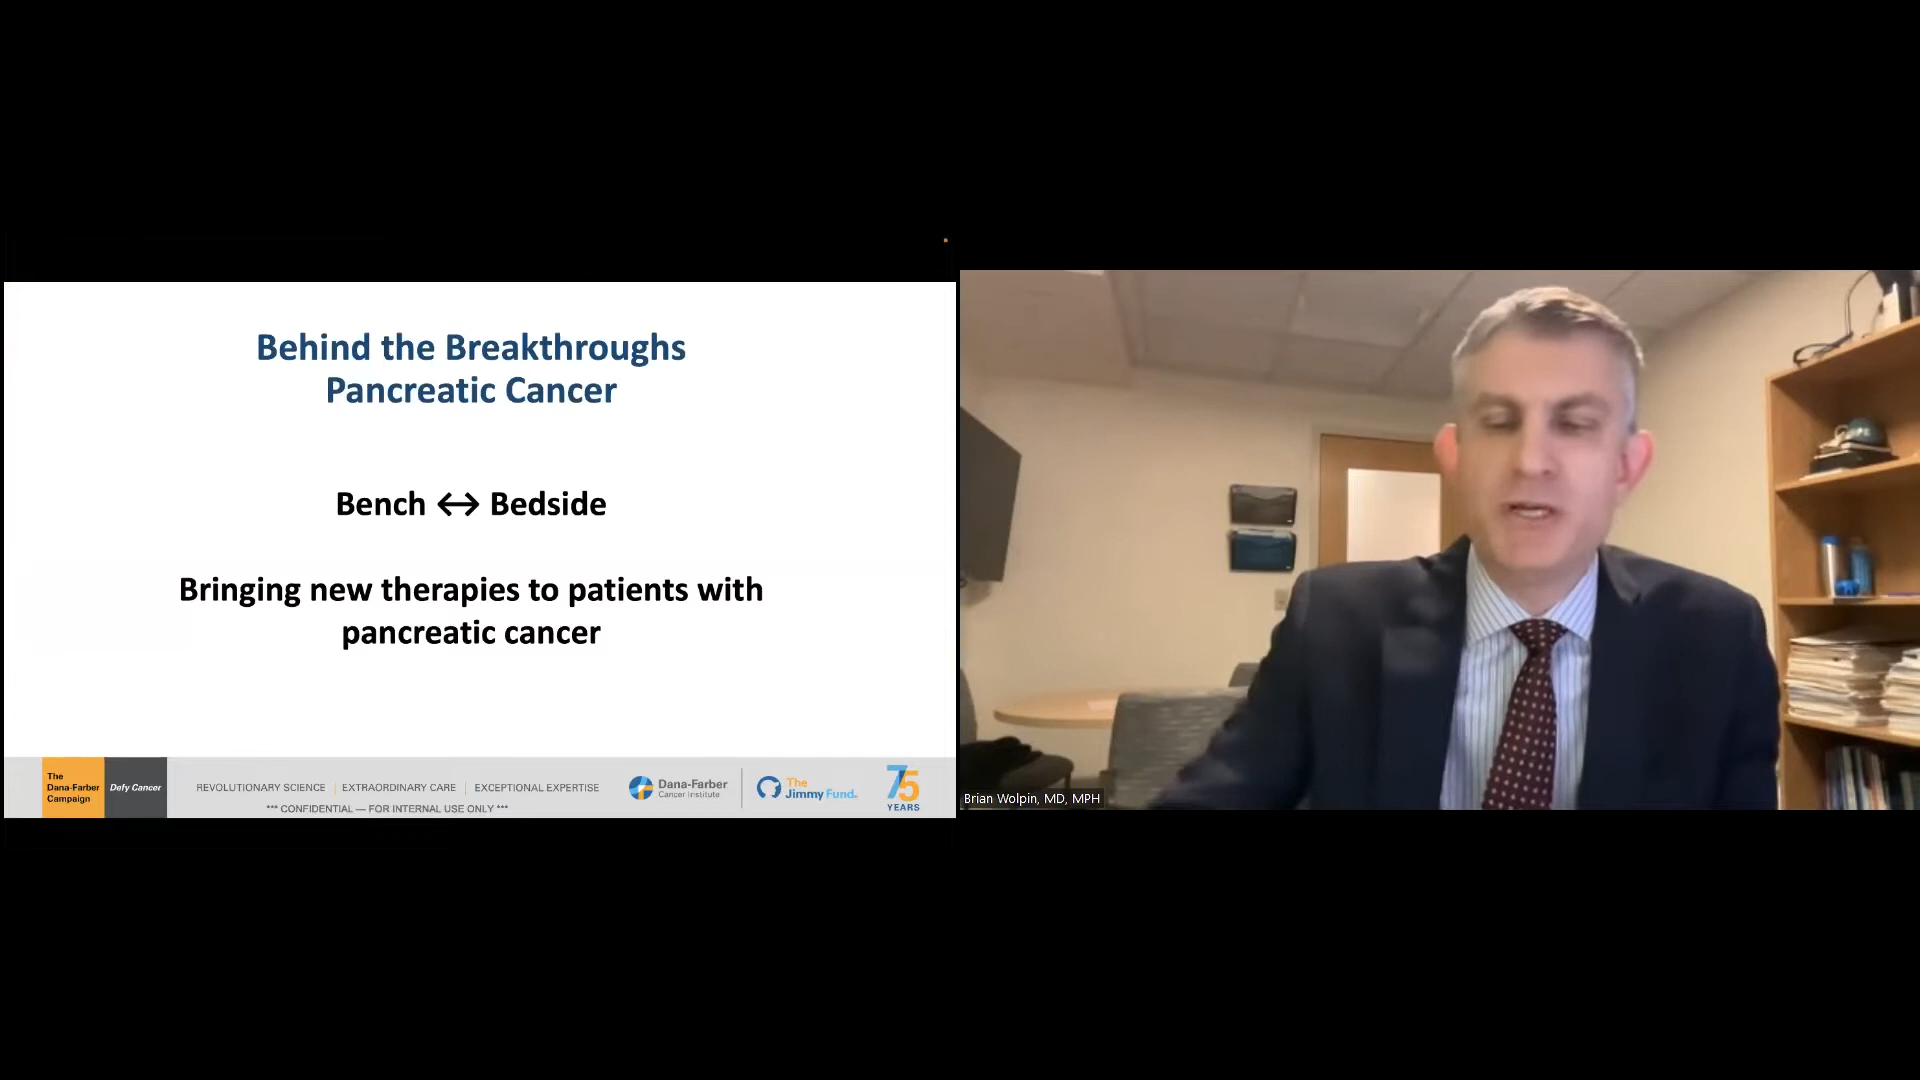 Behind the Breakthroughs
Pancreatic Cancer
Bench ↔ Bedside
Bringing new therapies to patients with
pancreatic cancer
The
Dana-Farber
Campaign
Defy Cancer
REVOLUTIONARY SCIENCE | EXTRAORDINARY CARE | EXCEPTIONAL EXPERTISE
*** CONFIDENTIAL — FOR INTERNAL USE ONLY ***
Dana-Farber
Cancer Institute
The
Jimmy Fund.
75
YEARS
Brian Wolpin, MD, MPH